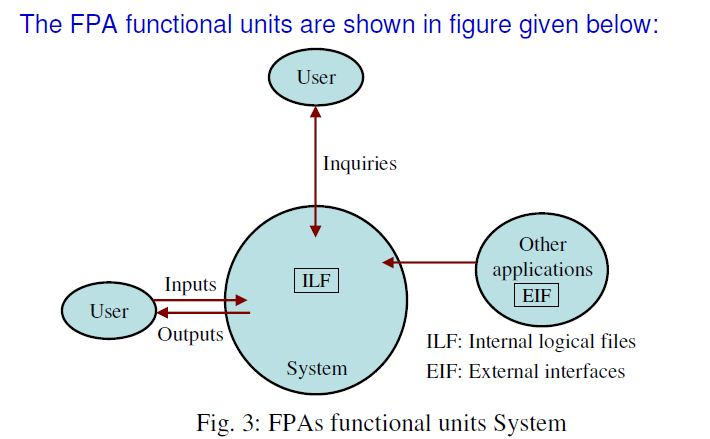 The FPA functional units are shown in figure given below:
User
Inquiries
Other
applications
EIF
ILF
Inputs
User
Outputs
System
ILF: Internal logical files
EIF: External interfaces
Fig. 3: FPAs functional units System